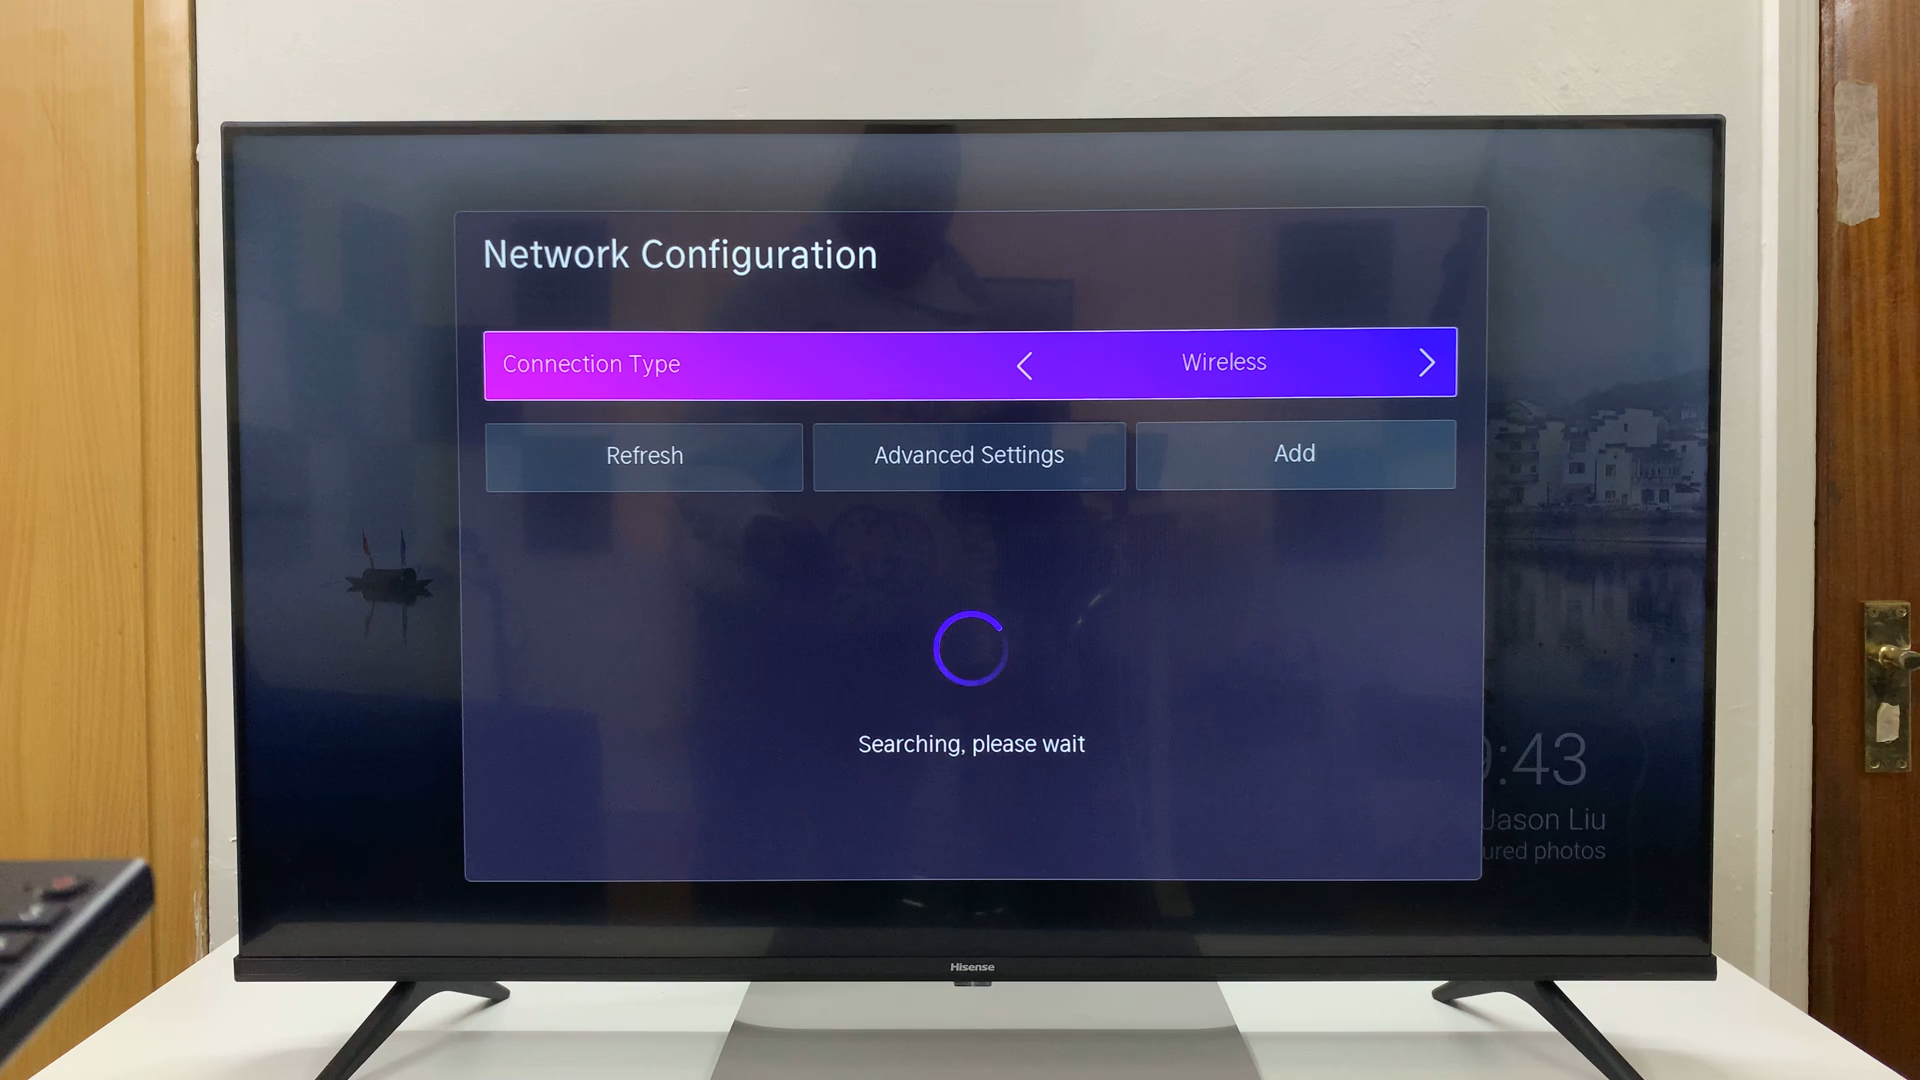 Network Configuration
Connection Type
Wireless
Refresh
Advanced Settings
Add
Searching, please wait
:43
Jason Liu
ured photos
Hisense